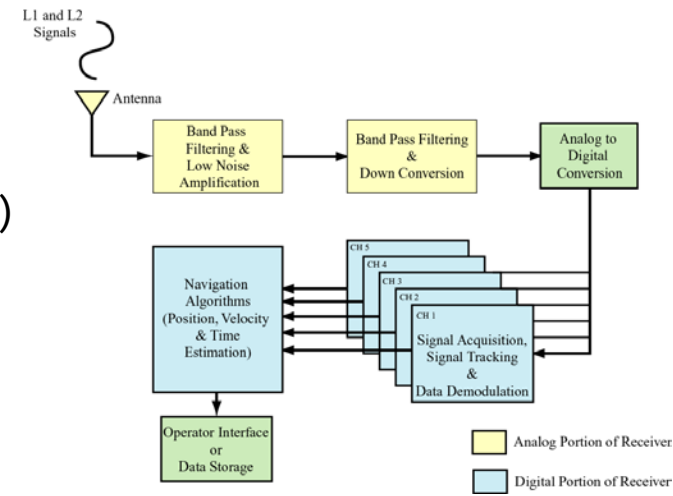 L1 and L2
Signals
Antenna
Band Pass
Filtering &
Low Noise
Amplification
Band Pass Filtering
&
Down Conversion
Analog to
Digital
Conversion
)
Navigation
Algorithms
(Position, Velocity
& Time
Estimation)
CH 5
CH 4
CH 3
CH 2
CH 1
Signal Acquisition,
Signal Tracking
&
Data Demodulation
Operator Interface
or
Data Storage
Analog Portion of Receiver
Digital Portion of Receiver